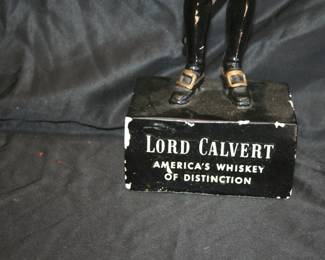 LORD CALVERT
AMERICA'S WHISKEY
OF DISTINCTION